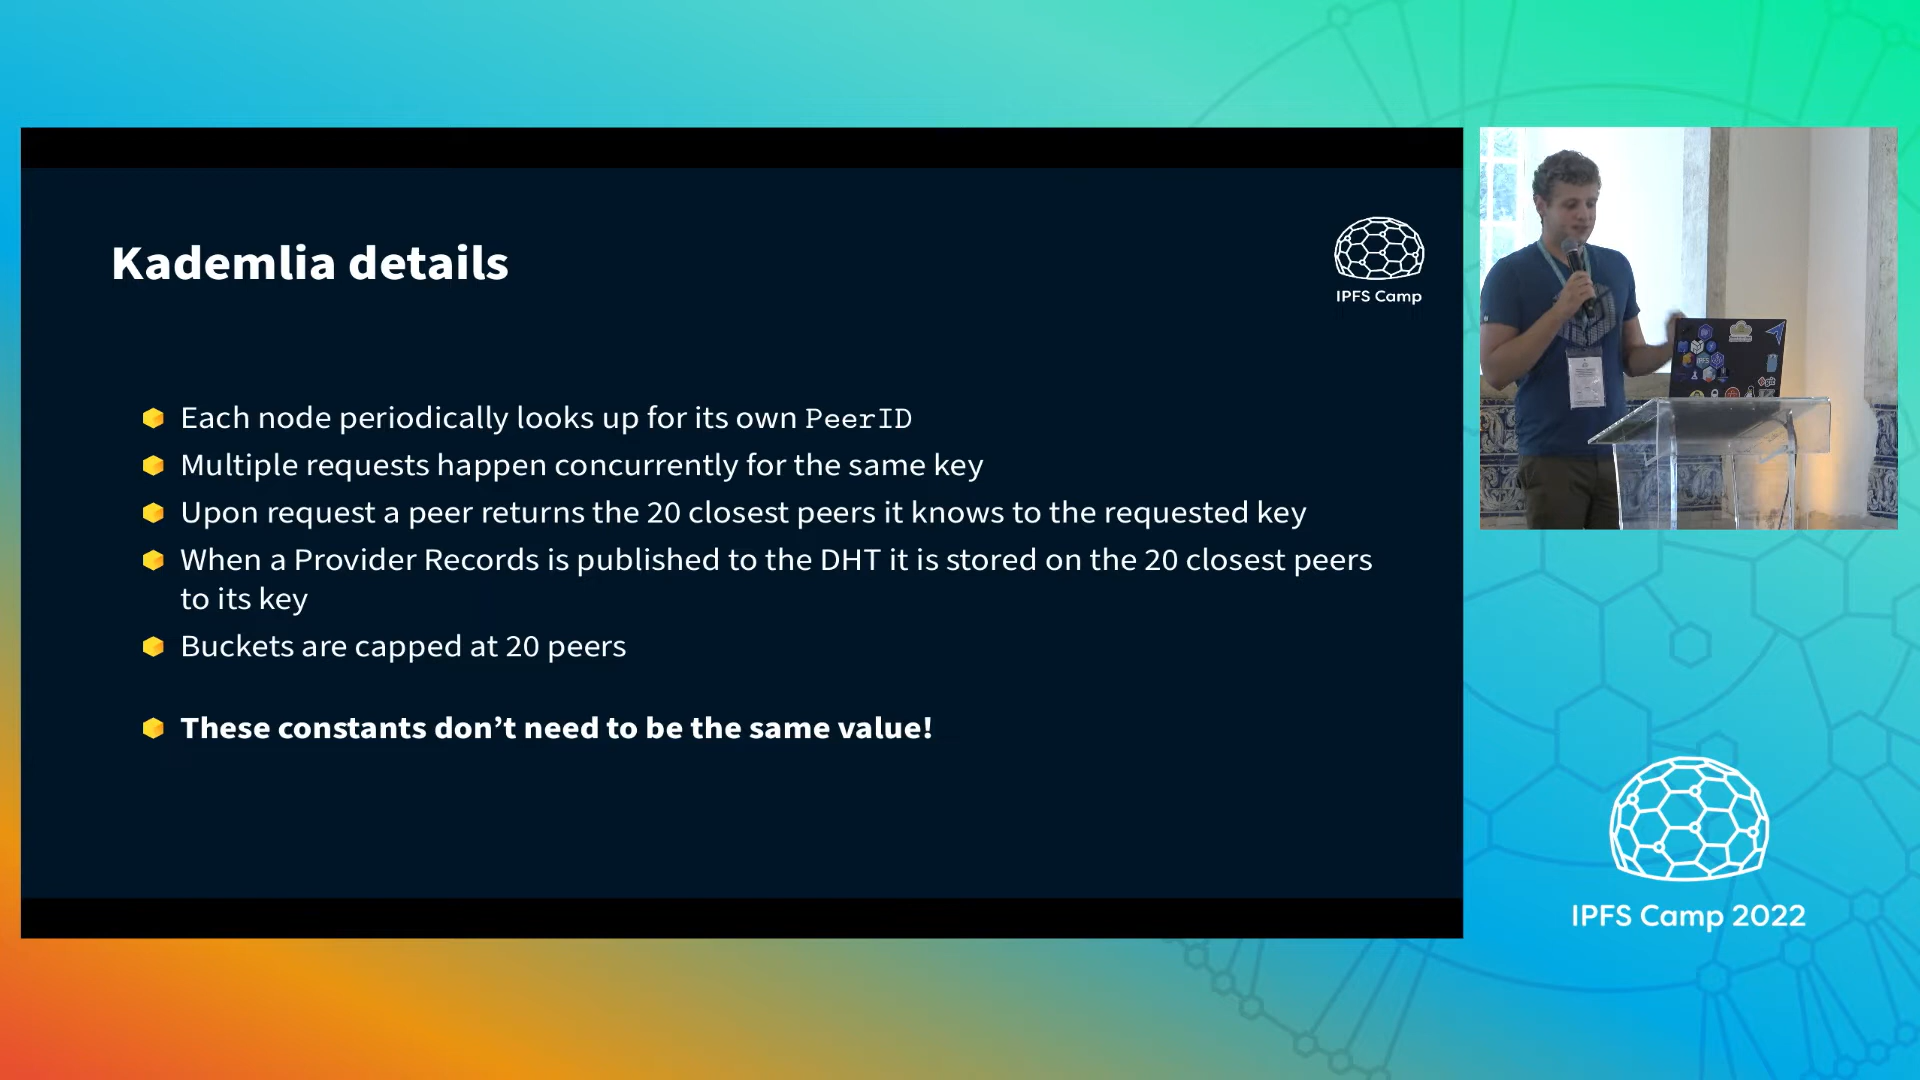 Kademlia details
IPFS Camp
Each node periodically looks up for its own PeerID
Multiple requests happen concurrently for the same key
Upon request a peer returns the 20 closest peers it knows to the requested key
When a Provider Records is published to the DHT it is stored on the 20 closest peers
to its key
Buckets are capped at 20 peers
These constants don’t need to be the same value!
IPFS Camp 2022